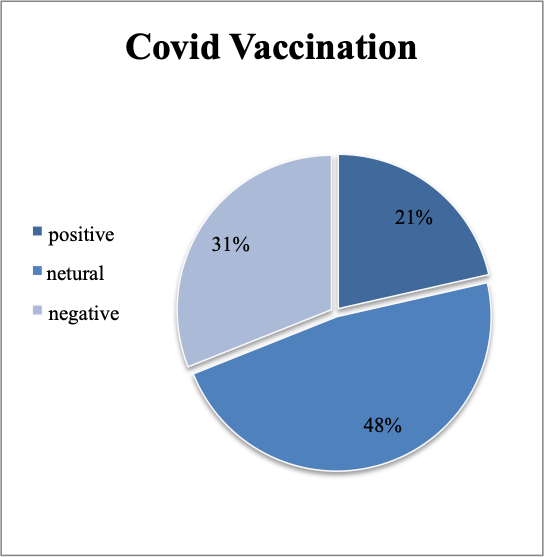 Covid Vaccination
positive
netural
negative
21%
31%
48%